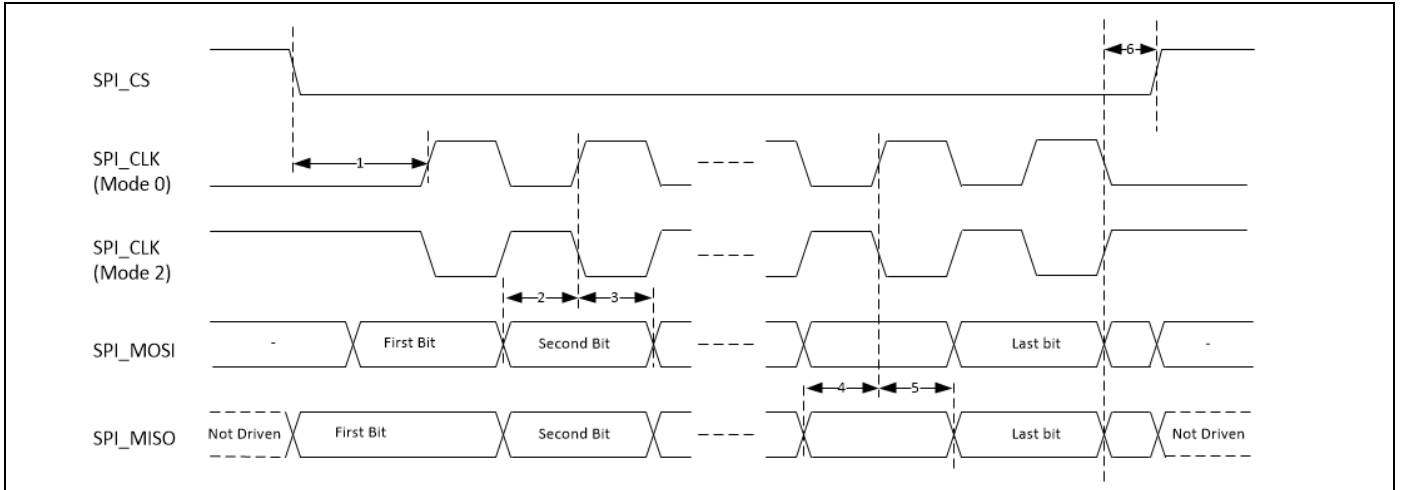 6
SPI_CS
SPI_CLK
(Mode 0)
1
SPI_CLK
(Mode 2)
2 3
SPI_MOSI - First Bit Second Bit Last bit -
4 5
SPI_MISO Not Driven First Bit Second Bit Last bit Not Driven